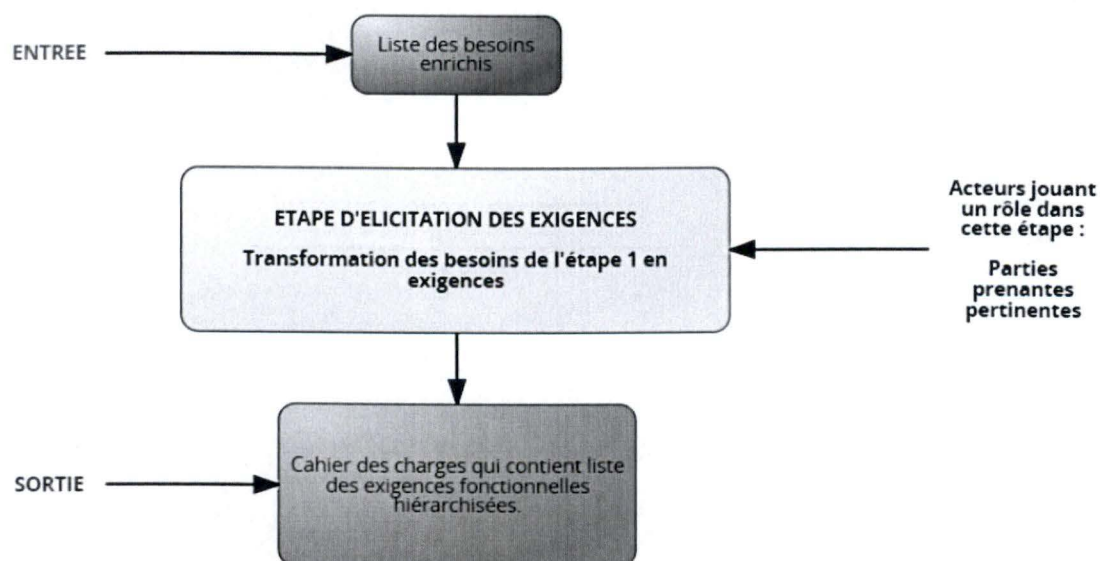 ENTREE
Liste des besoins
enrichis
ETAPE D'ELICITATION DES EXIGENCES
Transformation des besoins de l'étape 1 en
exigences
Acteurs jouant
un rôle dans
cette étape :
Parties
prenantes
pertinentes
SORTIE
Cahier des charges qui contient liste
des exigences fonctionnelles
hiérarchisées.